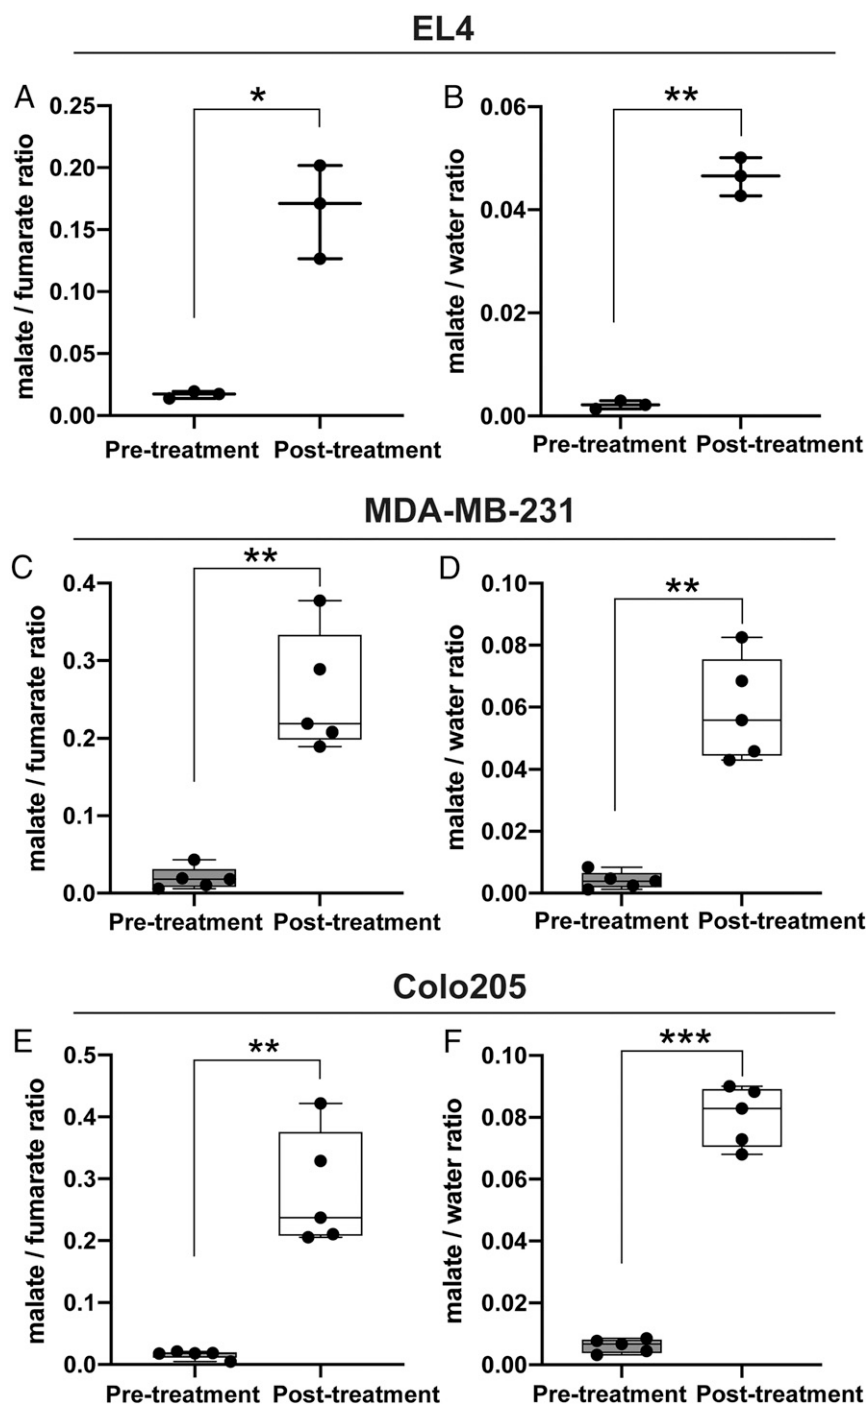 EL4
A
*
malate / fumarate ratio
0.25
0.20
0.15
0.10
0.05
0.00
Pre-treatment Post-treatment
B
**
malate / water ratio
0.06
0.04
0.02
0.00
Pre-treatment Post-treatment
MDA-MB-231
C
**
malate / fumarate ratio
0.4
0.3
0.2
0.1
0.0
Pre-treatment Post-treatment
D
**
malate / water ratio
0.10
0.08
0.06
0.04
0.02
0.00
Pre-treatment Post-treatment
Colo205
E
**
malate / fumarate ratio
0.5
0.4
0.3
0.2
0.1
0.0
Pre-treatment Post-treatment
F
***
malate / water ratio
0.10
0.08
0.06
0.04
0.02
0.00
Pre-treatment Post-treatment